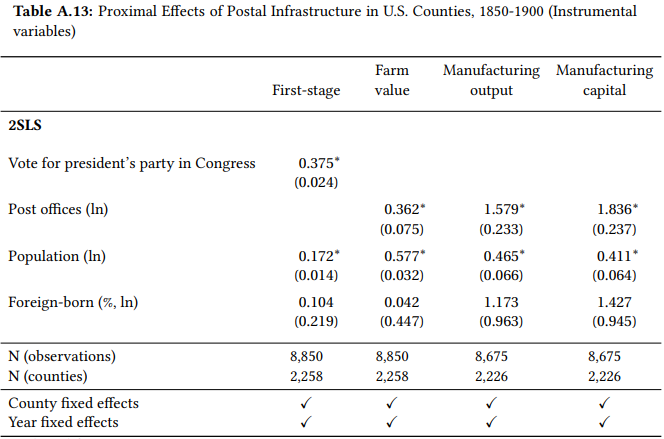 Table A.13: Proximal Effects of Postal Infrastructure in U.S. Counties, 1850-1900 (Instrumental
variables)
Farm Manufacturing Manufacturing
First-stage value output capital
2SLS
Vote for president's party in Congress 0.375*
(0.024)
Post offices (ln) 0.362* 1.579* 1.836*
(0.075) (0.233) (0.237)
Population (ln) 0.172* 0.577* 0.465* 0.411*
(0.014) (0.032) (0.066) (0.064)
Foreign-born (%, ln) 0.104 0.042 1.173 1.427
(0.219) (0.447) (0.963) (0.945)
N (observations) 8,850 8,850 8,675 8,675
N (counties) 2,258 2,258 2,226 2,226
County fixed effects ✓ ✓ ✓ ✓
Year fixed effects ✓ ✓ ✓ ✓